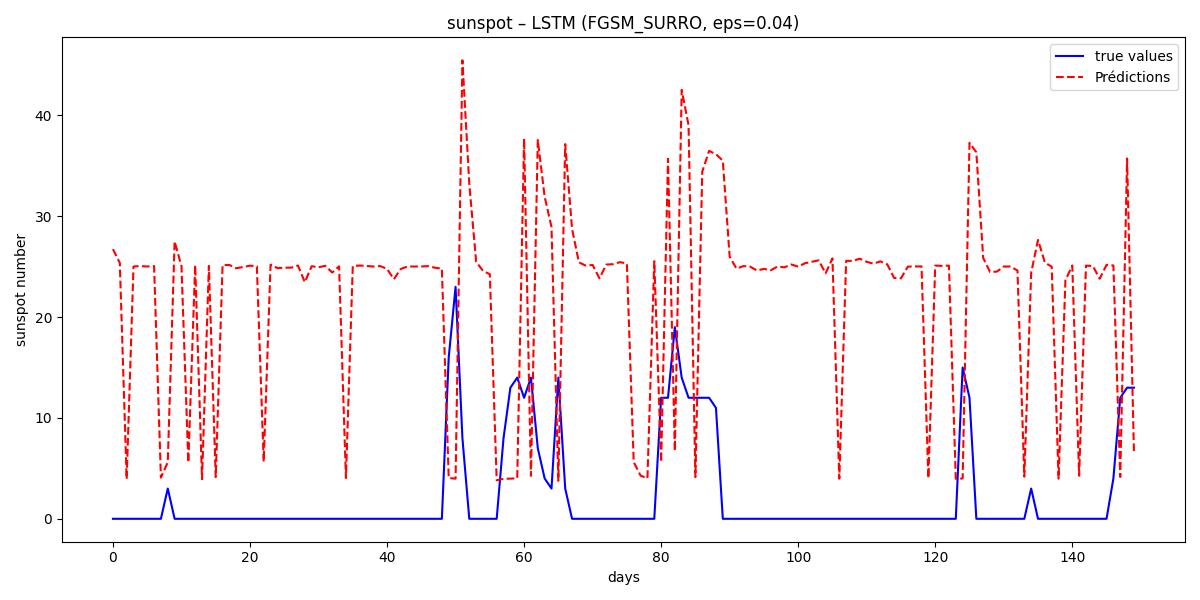 sunspot – LSTM (FGSM_SURRO, eps=0.04)
true values
Prédictions
sunspot number
40
30
20
10
0
0 20 40 60 80 100 120 140
days